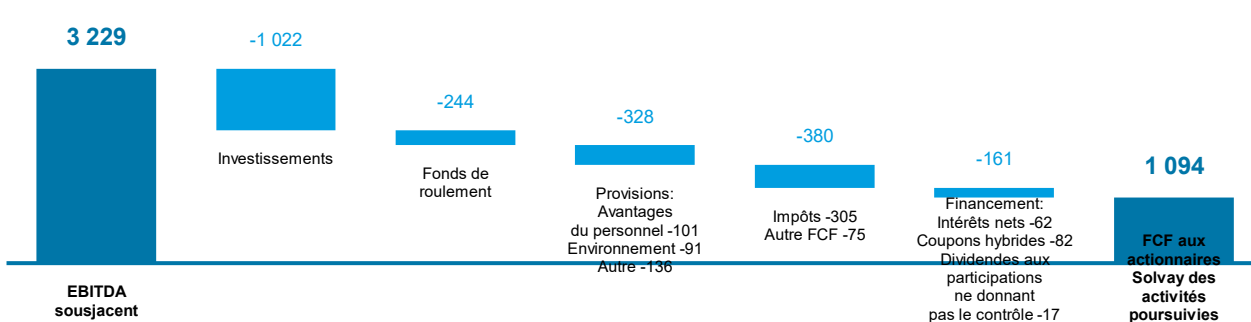 3 229
-1 022
-244
-328
-380
-161
1 094
EBITDA
sousjacent
Investissements
Fonds de
roulement
Provisions:
Avantages
du personnel -101
Environnement -91
Autre -136
Impôts -305
Autre FCF -75
Financement:
Intérêts nets -62
Coupons hybrides -82
Dividendes aux
participations
ne donnant
pas le contrôle -17
FCF aux
actionnaires
Solvay des
activités
poursuivies